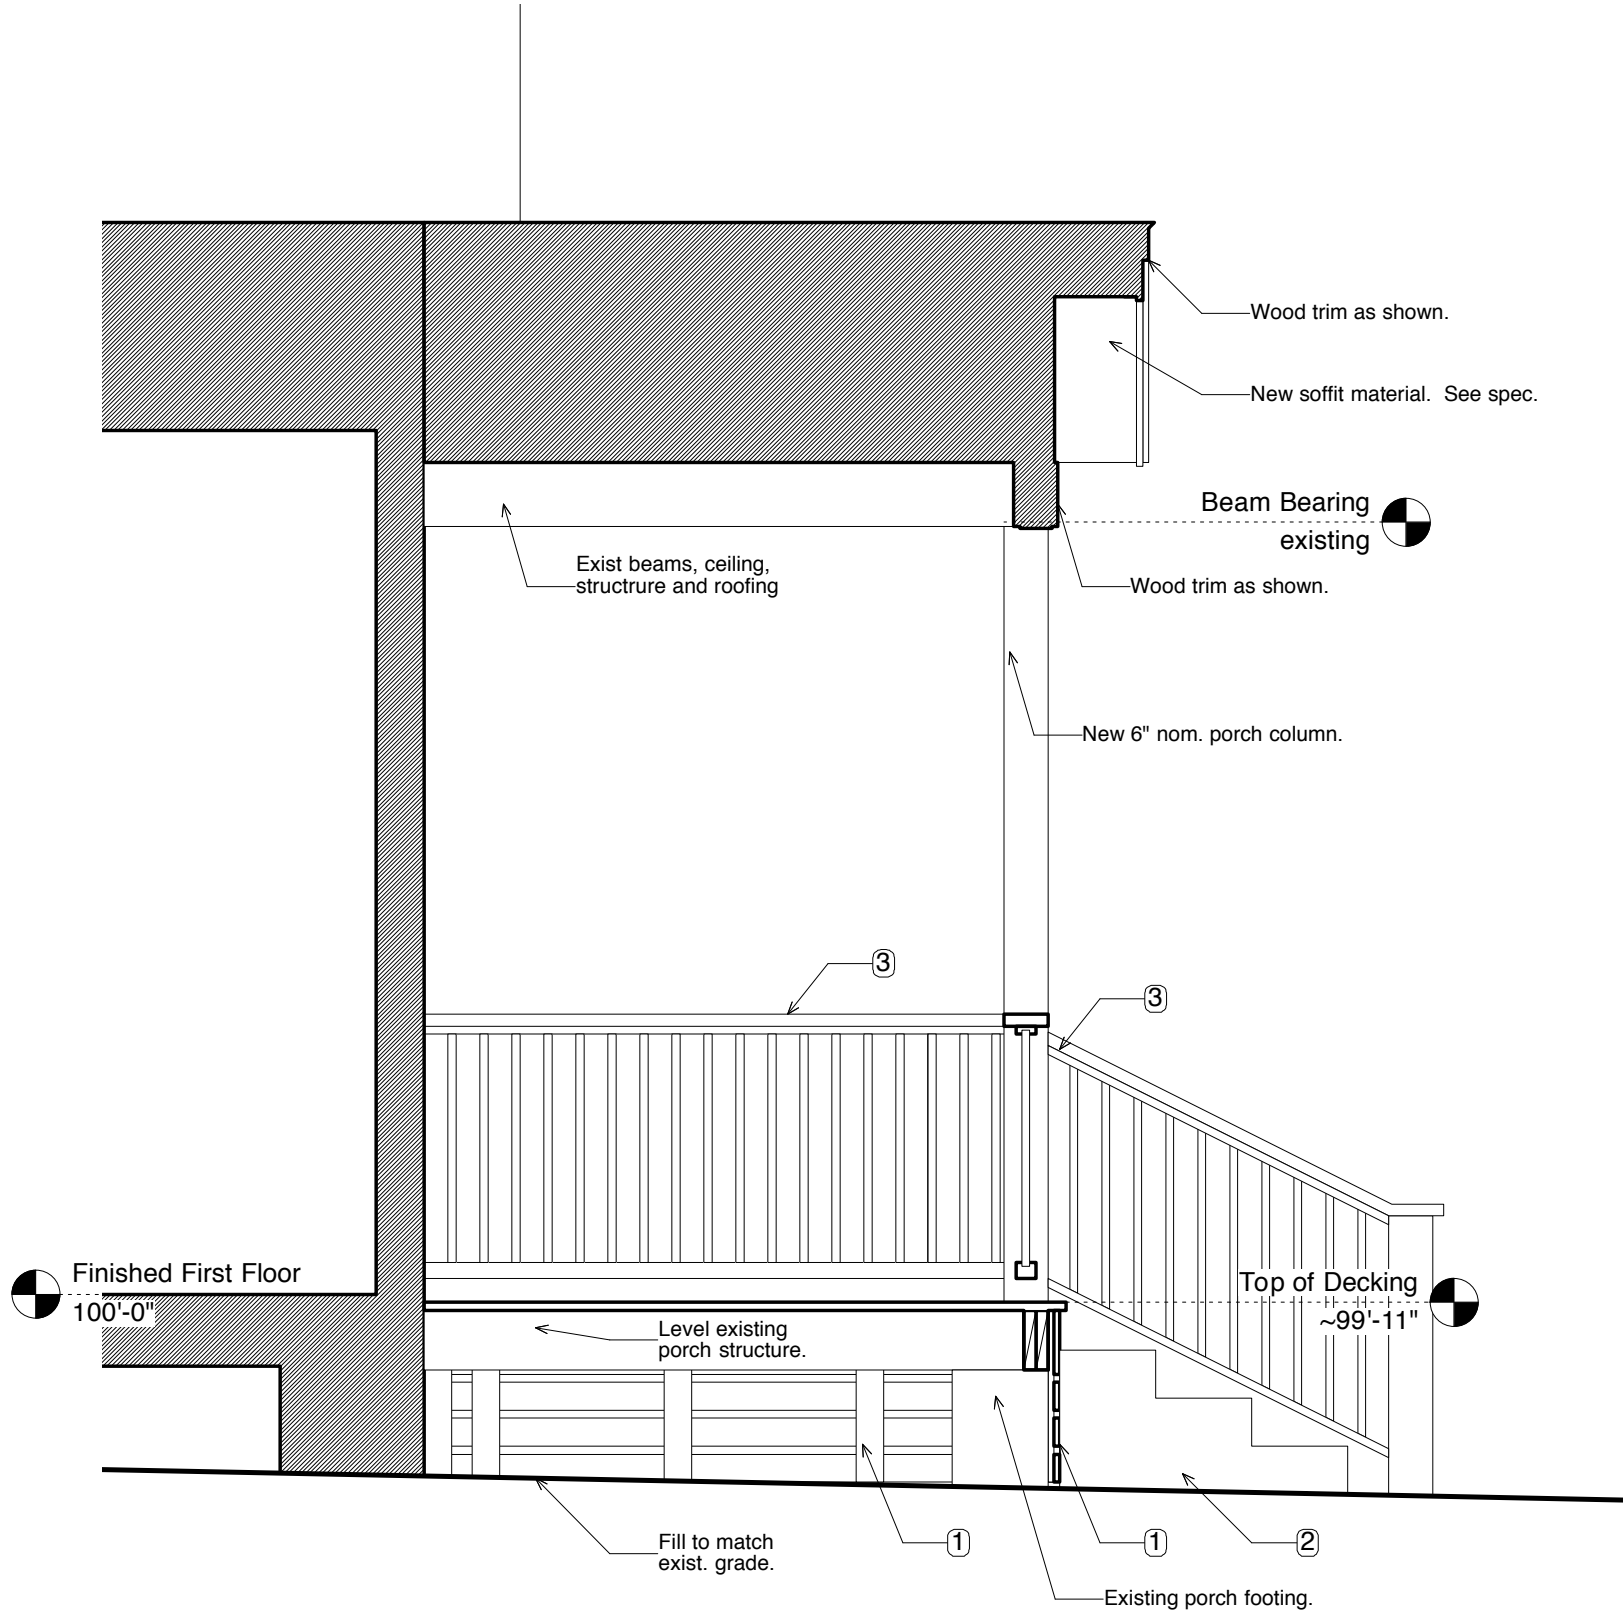 Wood trim as shown.
New soffit material.  See spec.
Beam Bearing
existing
Exist beams, ceiling,
structrure and roofing
Wood trim as shown.
New 6" nom. porch column.
3
3
Finished First Floor
100'-0"
Top of Decking
~99'-11"
Level existing
porch structure.
Fill to match
exist. grade.
1
1
2
Existing porch footing.